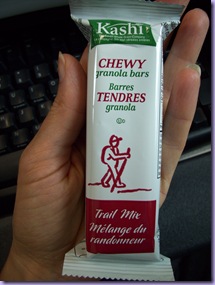 Kashi
CHEWY
granola bars
Barres
TENDRES
granola
Trail Mix
Mélange du
randonneur